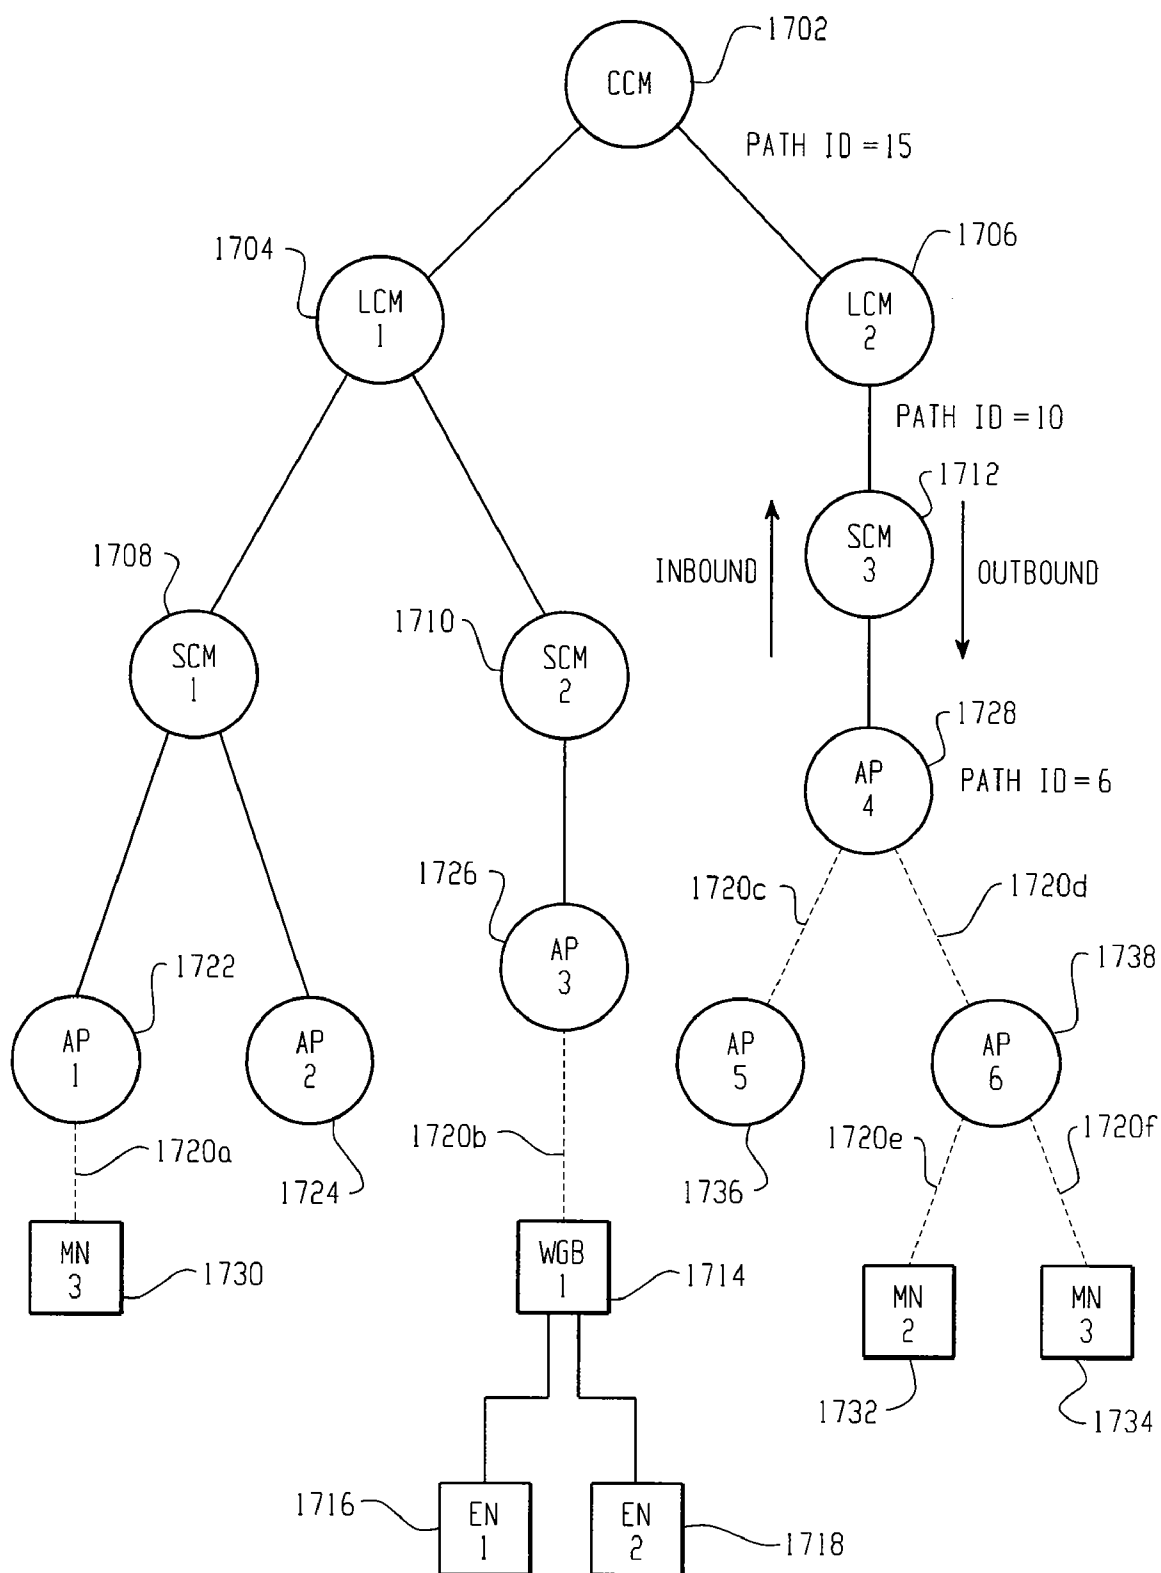 1702
CCM
PATH ID = 15
1704
1706
LCM
1
LCM
2
PATH ID = 10
1712
1708
SCM
3
INBOUND
OUTBOUND
1710
SCM
1
SCM
2
1728
AP
4
PATH ID = 6
1726
1720c
1720d
1722
AP
3
1738
AP
1
AP
2
AP
5
AP
6
1720a
1720b
1720e
1720f
1724
1736
MN
3
1730
WGB
1
1714
MN
2
MN
3
1732
1734
1716
EN
1
EN
2
1718